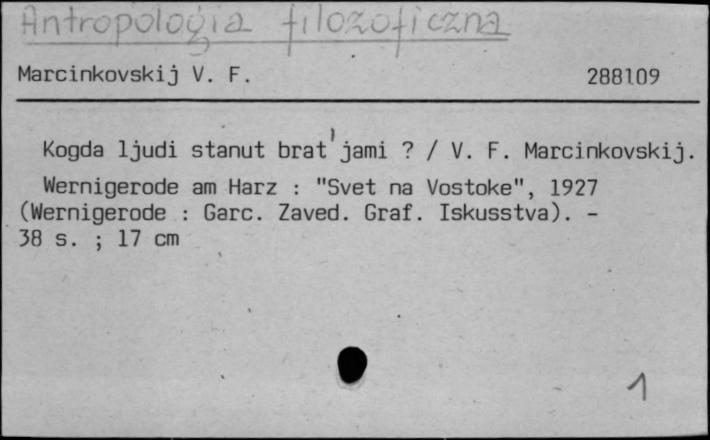 Antropologia filozoficzna
Marcinkovskij V. F. 288109
Kogda ljudi stanut brat'jami ? / V. F. Marcinkovskij.
Wernigerode am Harz : "Svet na Vostoke", 1927
(Wernigerode : Garc. Zaved. Graf. Iskusstva). -
38 s. ; 17 cm
1